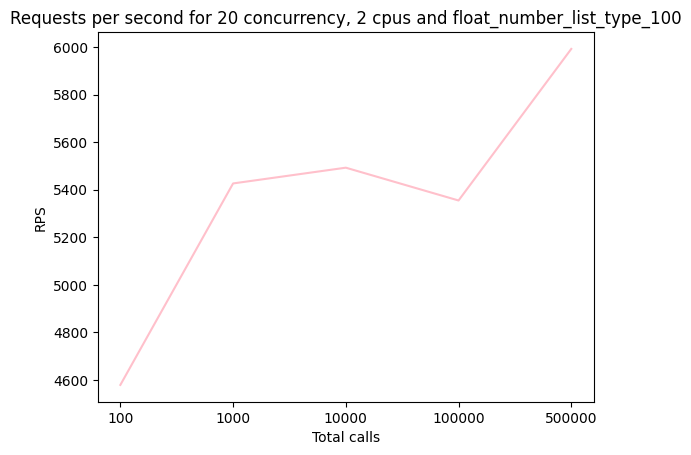 Requests per second for 20 concurrency, 2 cpus and float_number_list_type_100
6000
5800
5600
5400
5200
5000
4800
4600
RPS
100 1000 10000 100000 500000
Total calls